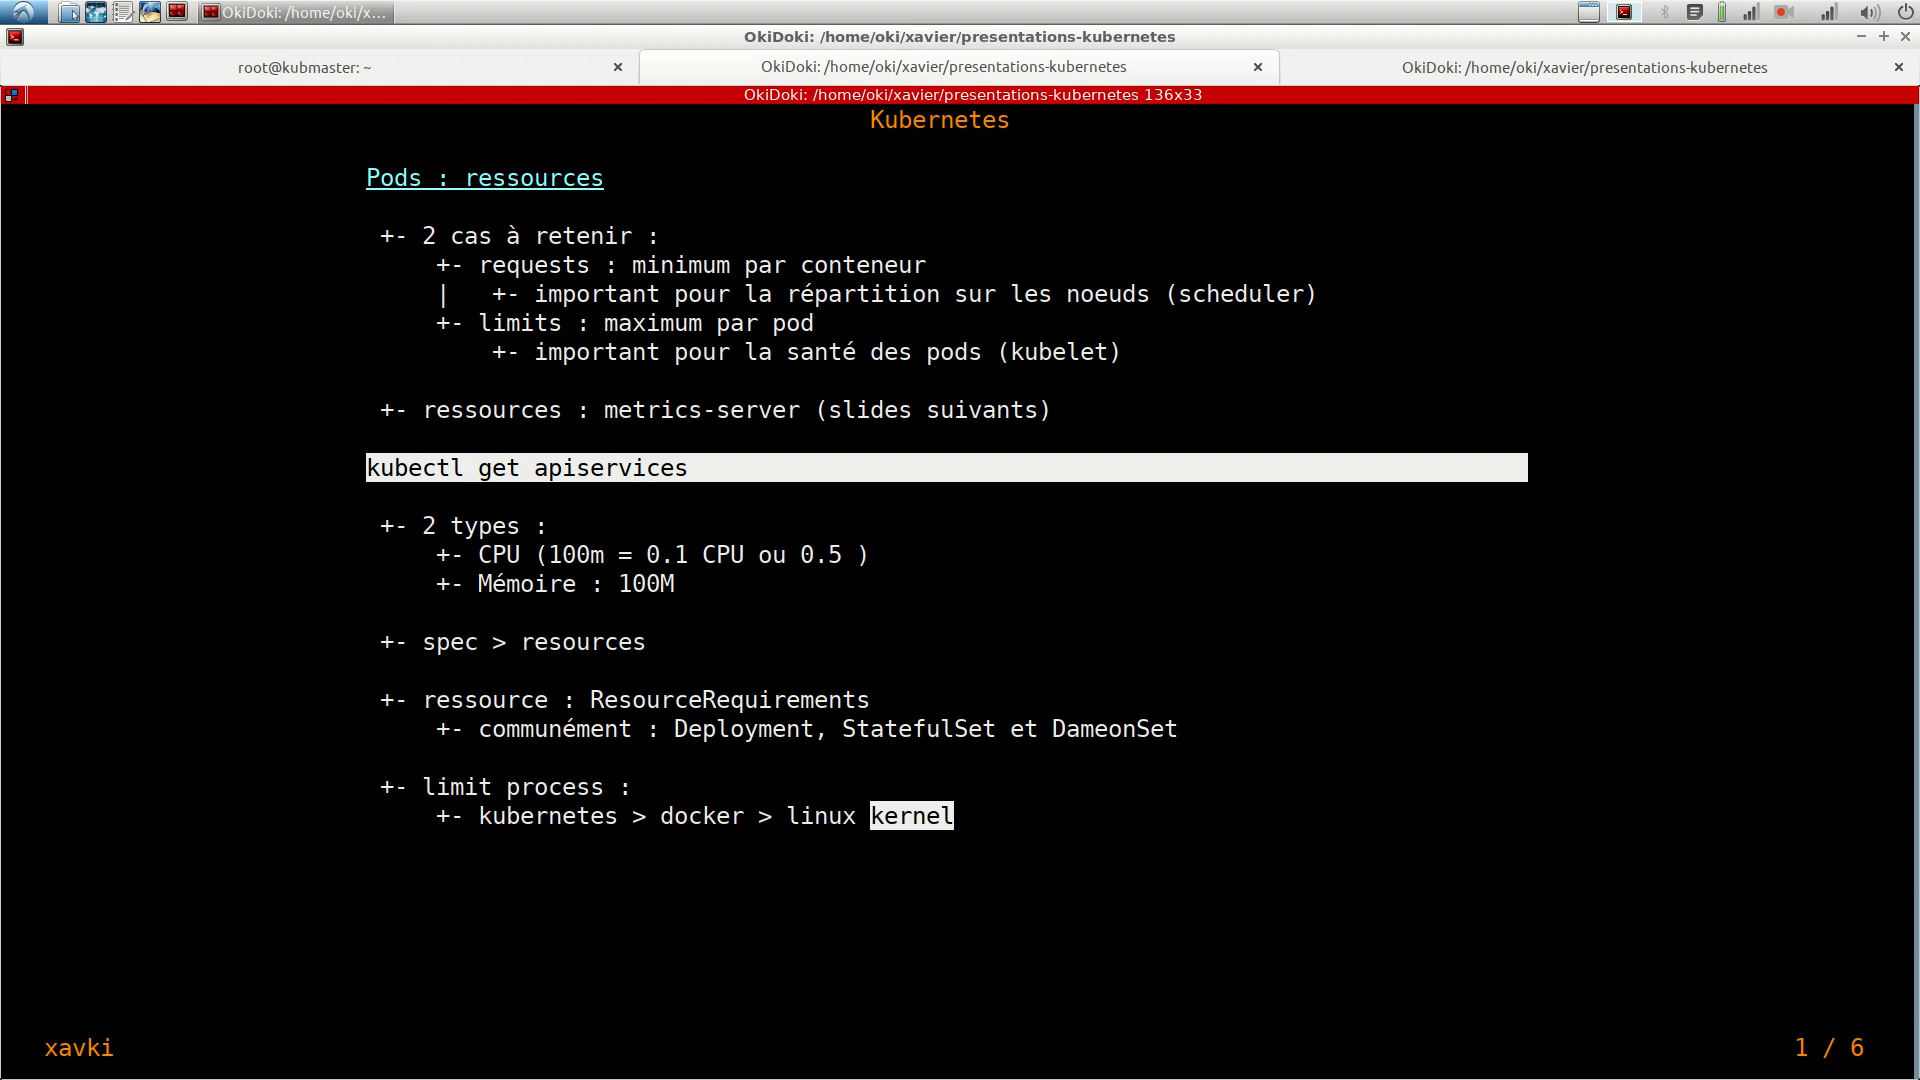 OkiDoki: /home/oki/x...
OkiDoki: /home/oki/xavier/presentations-kubernetes
root@kubmaster: ~
OkiDoki: /home/oki/xavier/presentations-kubernetes
OkiDoki: /home/oki/xavier/presentations-kubernetes
OkiDoki: /home/oki/xavier/presentations-kubernetes 136x33
Kubernetes
Pods : ressources
+- 2 cas à retenir :
+- requests : minimum par conteneur
|   +- important pour la répartition sur les noeuds (scheduler)
+- limits : maximum par pod
+- important pour la santé des pods (kubelet)
+- ressources : metrics-server (slides suivants)
kubectl get apiservices
+- 2 types :
+- CPU (100m = 0.1 CPU ou 0.5 )
+- Mémoire : 100M
+- spec > resources
+- ressource : ResourceRequirements
+- communément : Deployment, StatefulSet et DameonSet
+- limit process :
+- kubernetes > docker > linux kernel
xavki
1 / 6